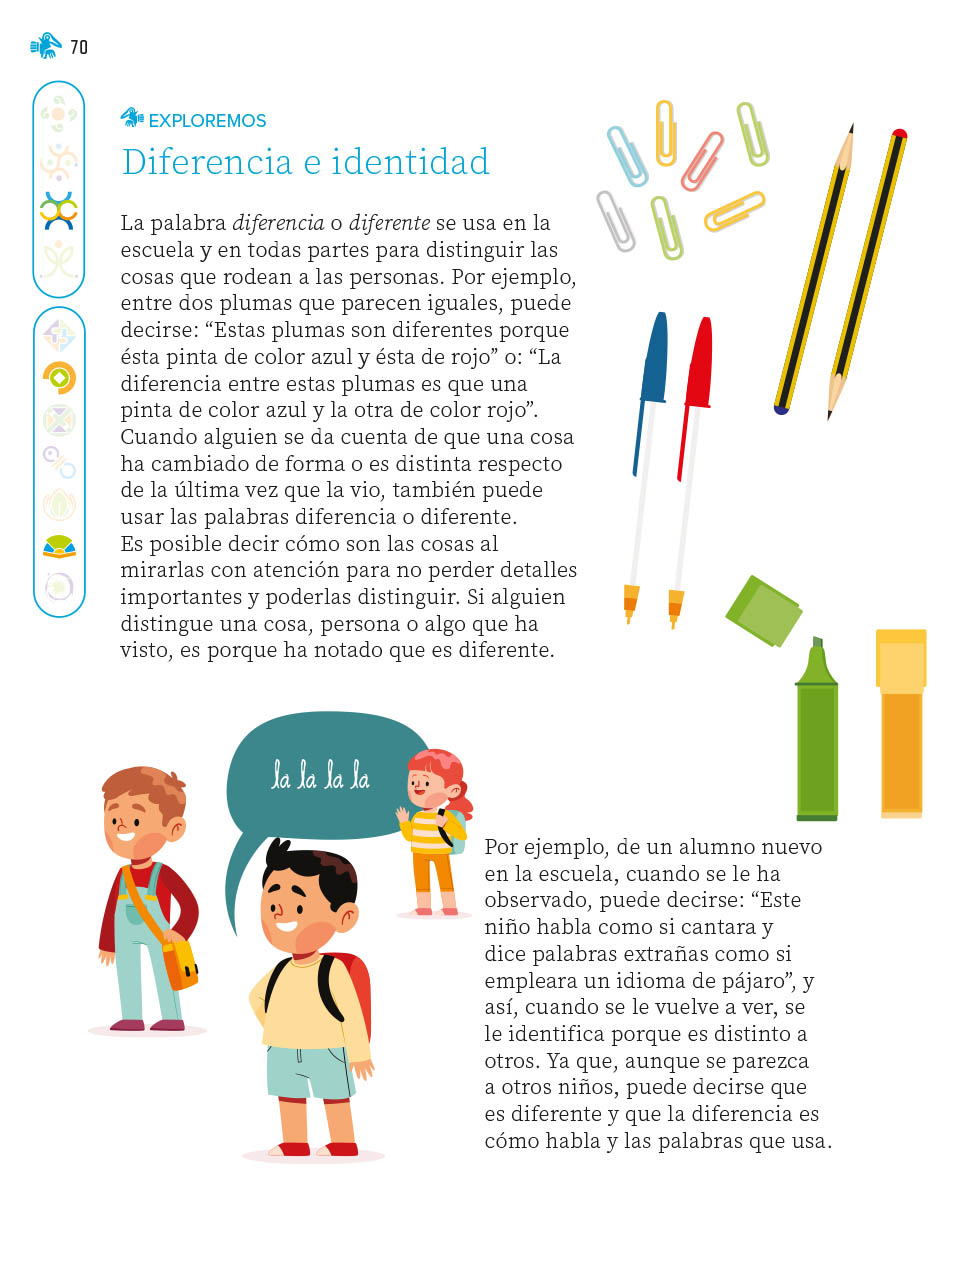 70
EXPLOREMOS
Diferencia e identidad
La palabra diferencia o diferente se usa en la
escuela y en todas partes para distinguir las
cosas que rodean a las personas. Por ejemplo,
entre dos plumas que parecen iguales, puede
decirse: “Estas plumas son diferentes porque
ésta pinta de color azul y ésta de rojo” o: “La
diferencia entre estas plumas es que una
pinta de color azul y la otra de color rojo”.
Cuando alguien se da cuenta de que una cosa
ha cambiado de forma o es distinta respecto
de la última vez que la vio, también puede
usar las palabras diferencia o diferente.
Es posible decir cómo son las cosas al
mirarlas con atención para no perder detalles
importantes y poderlas distinguir. Si alguien
distingue una cosa, persona o algo que ha
visto, es porque ha notado que es diferente.
la la la la
Por ejemplo, de un alumno nuevo
en la escuela, cuando se le ha
observado, puede decirse: “Este
niño habla como si cantara y
dice palabras extrañas como si
empleara un idioma de pájaro”, y
así, cuando se le vuelve a ver, se
le identifica porque es distinto a
otros. Ya que, aunque se parezca
a otros niños, puede decirse que
es diferente y que la diferencia es
cómo habla y las palabras que usa.